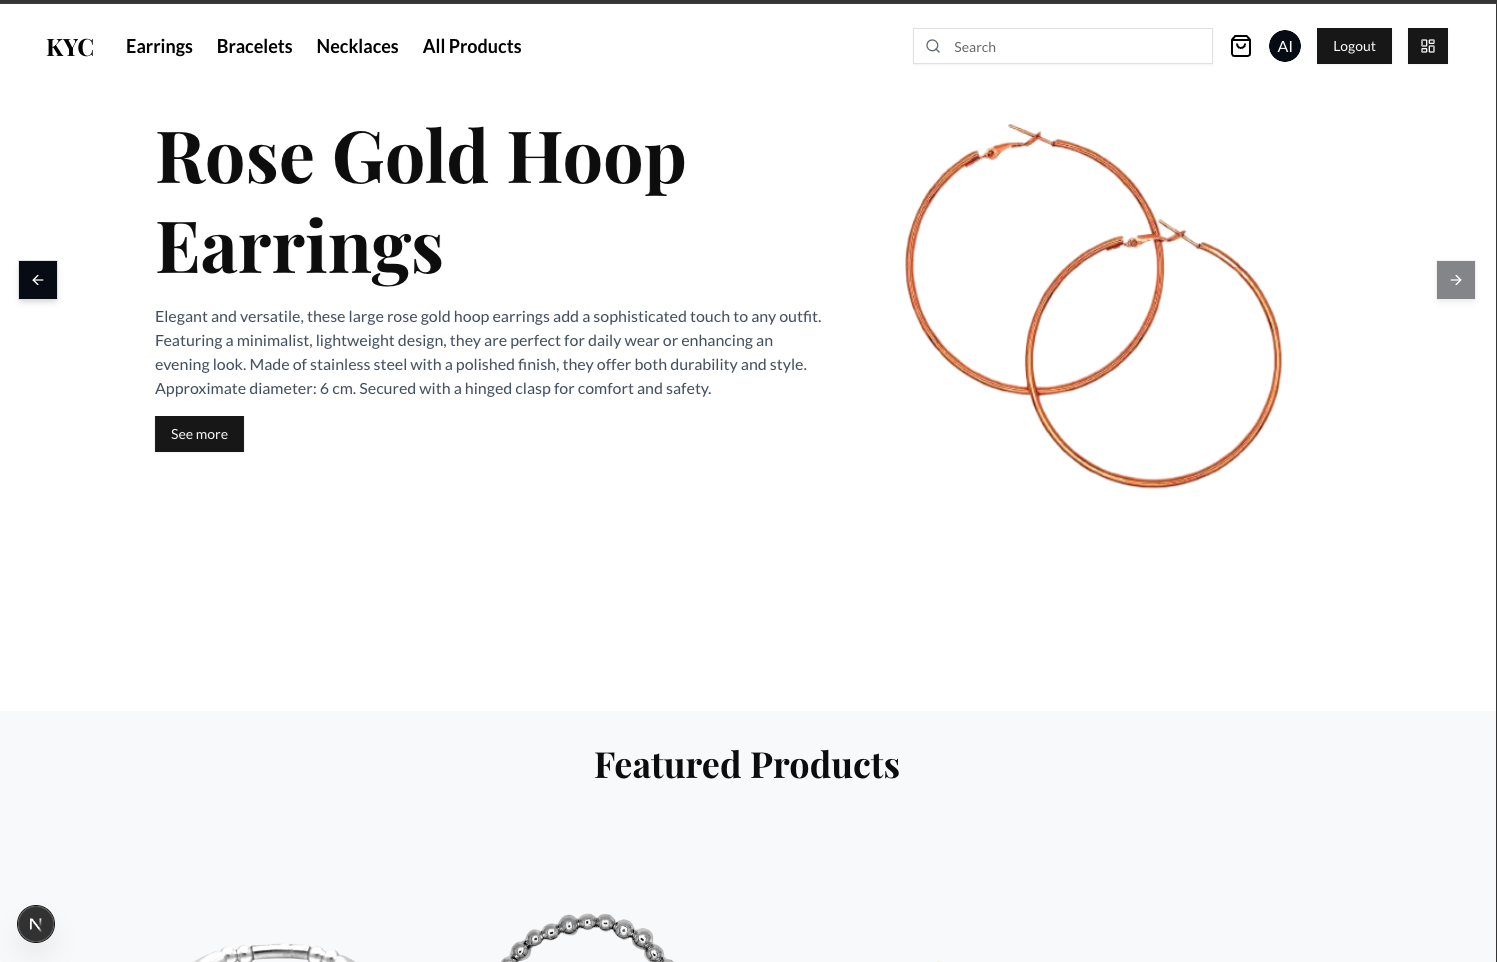 KYC
Earrings
Bracelets
Necklaces
All Products
Search
AI
Logout
Rose Gold Hoop
Earrings
Elegant and versatile, these large rose gold hoop earrings add a sophisticated touch to any outfit.
Featuring a minimalist, lightweight design, they are perfect for daily wear or enhancing an
evening look. Made of stainless steel with a polished finish, they offer both durability and style.
Approximate diameter: 6 cm. Secured with a hinged clasp for comfort and safety.
See more
Featured Products
N